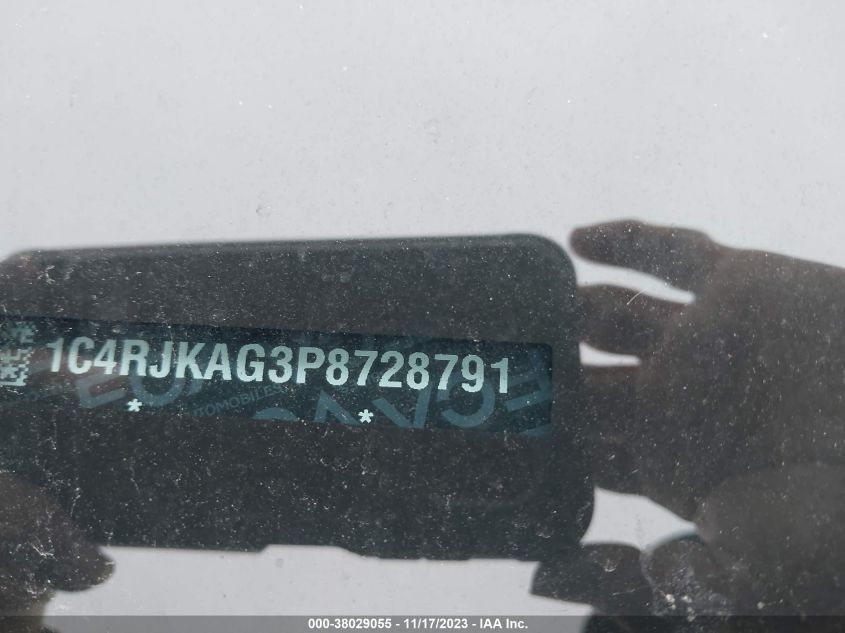 1C4RJKAG3P8728791
* *
000-38029055 - 11/17/2023 - IAA Inc.